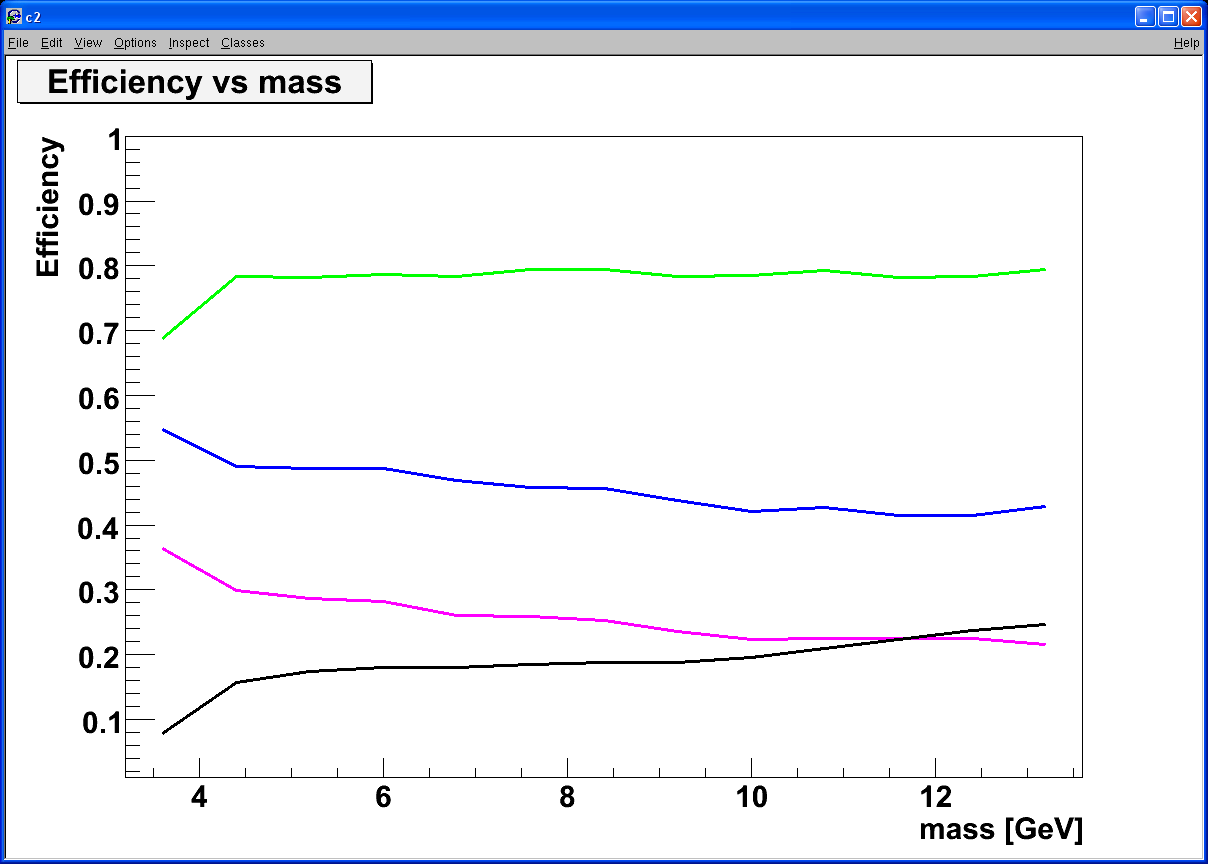 c2
File Edit View Options Inspect Classes Help
Efficiency vs mass
Efficiency
1
0.9
0.8
0.7
0.6
0.5
0.4
0.3
0.2
0.1
4 6 8 10 12
mass [GeV]